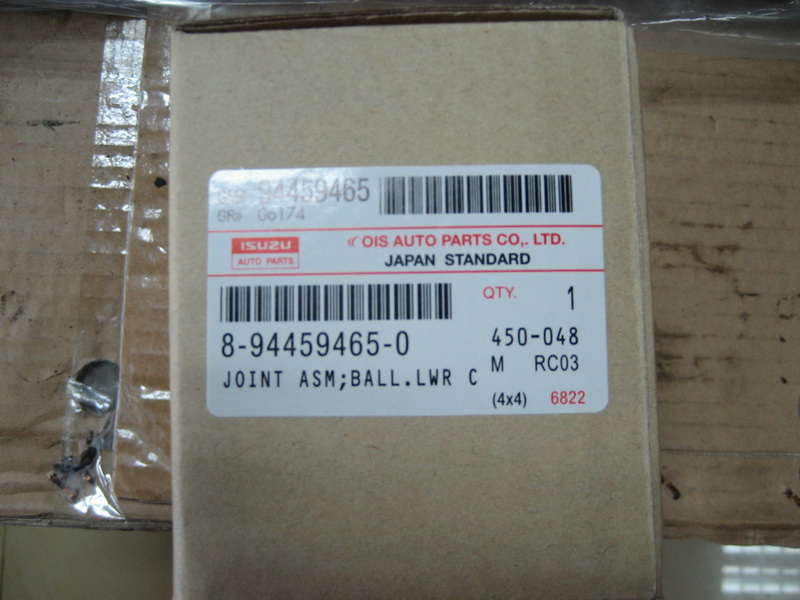 94459465
GR# 06174
ISUZU
AUTO PARTS
OIS AUTO PARTS CO,. LTD.
JAPAN STANDARD
QTY. 1
8-94459465-0
450-048
M RC03
JOINT ASM;BALL.LWR C
(4x4) 6822